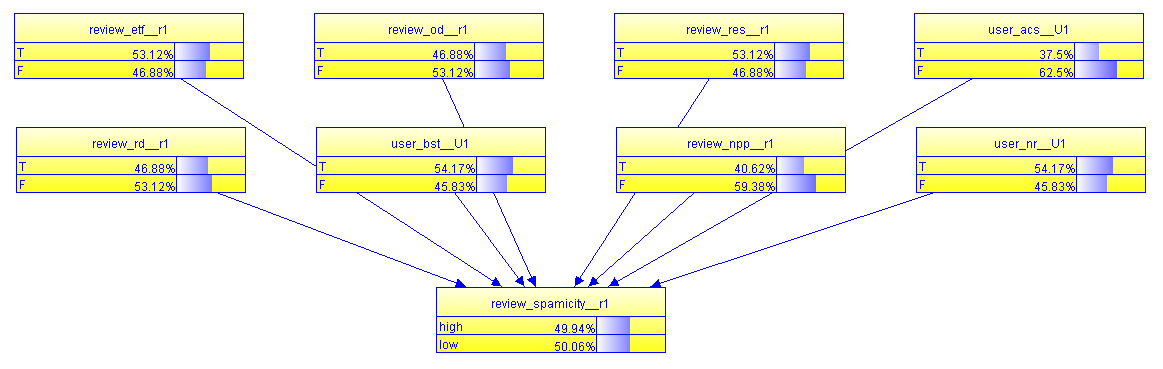 review_etf__r1
T 53.12%
F 46.88%
review_od__r1
T 46.88%
F 53.12%
review_res__r1
T 53.12%
F 46.88%
user_acs__U1
T 37.5%
F 62.5%
review_rd__r1
T 46.88%
F 53.12%
user_bst__U1
T 54.17%
F 45.83%
review_npp__r1
T 40.62%
F 59.38%
user_nr__U1
T 54.17%
F 45.83%
review_spamicity__r1
high 49.94%
low 50.06%